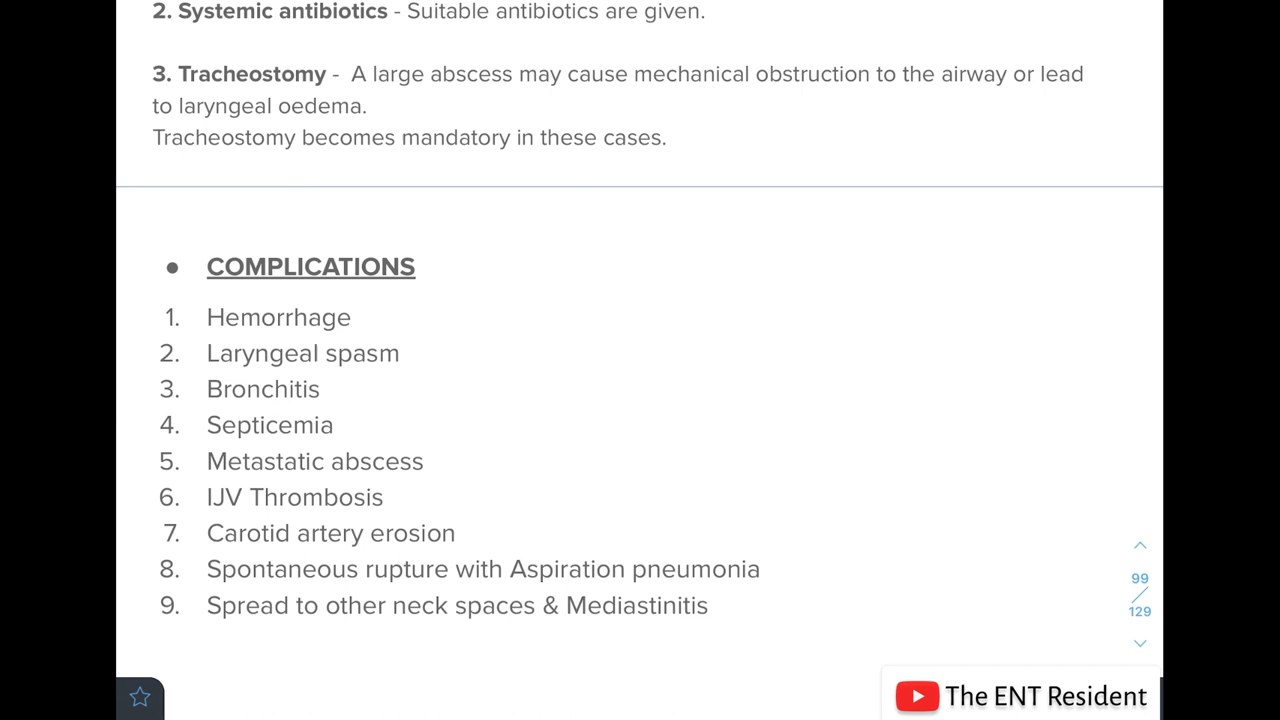 2. Systemic antibiotics - Suitable antibiotics are given.
3. Tracheostomy - A large abscess may cause mechanical obstruction to the airway or lead
to laryngeal oedema.
Tracheostomy becomes mandatory in these cases.
● COMPLICATIONS
1. Hemorrhage
2. Laryngeal spasm
3. Bronchitis
4. Septicemia
5. Metastatic abscess
6. IJV Thrombosis
7. Carotid artery erosion
8. Spontaneous rupture with Aspiration pneumonia
9. Spread to other neck spaces & Mediastinitis
99
/
129
The ENT Resident